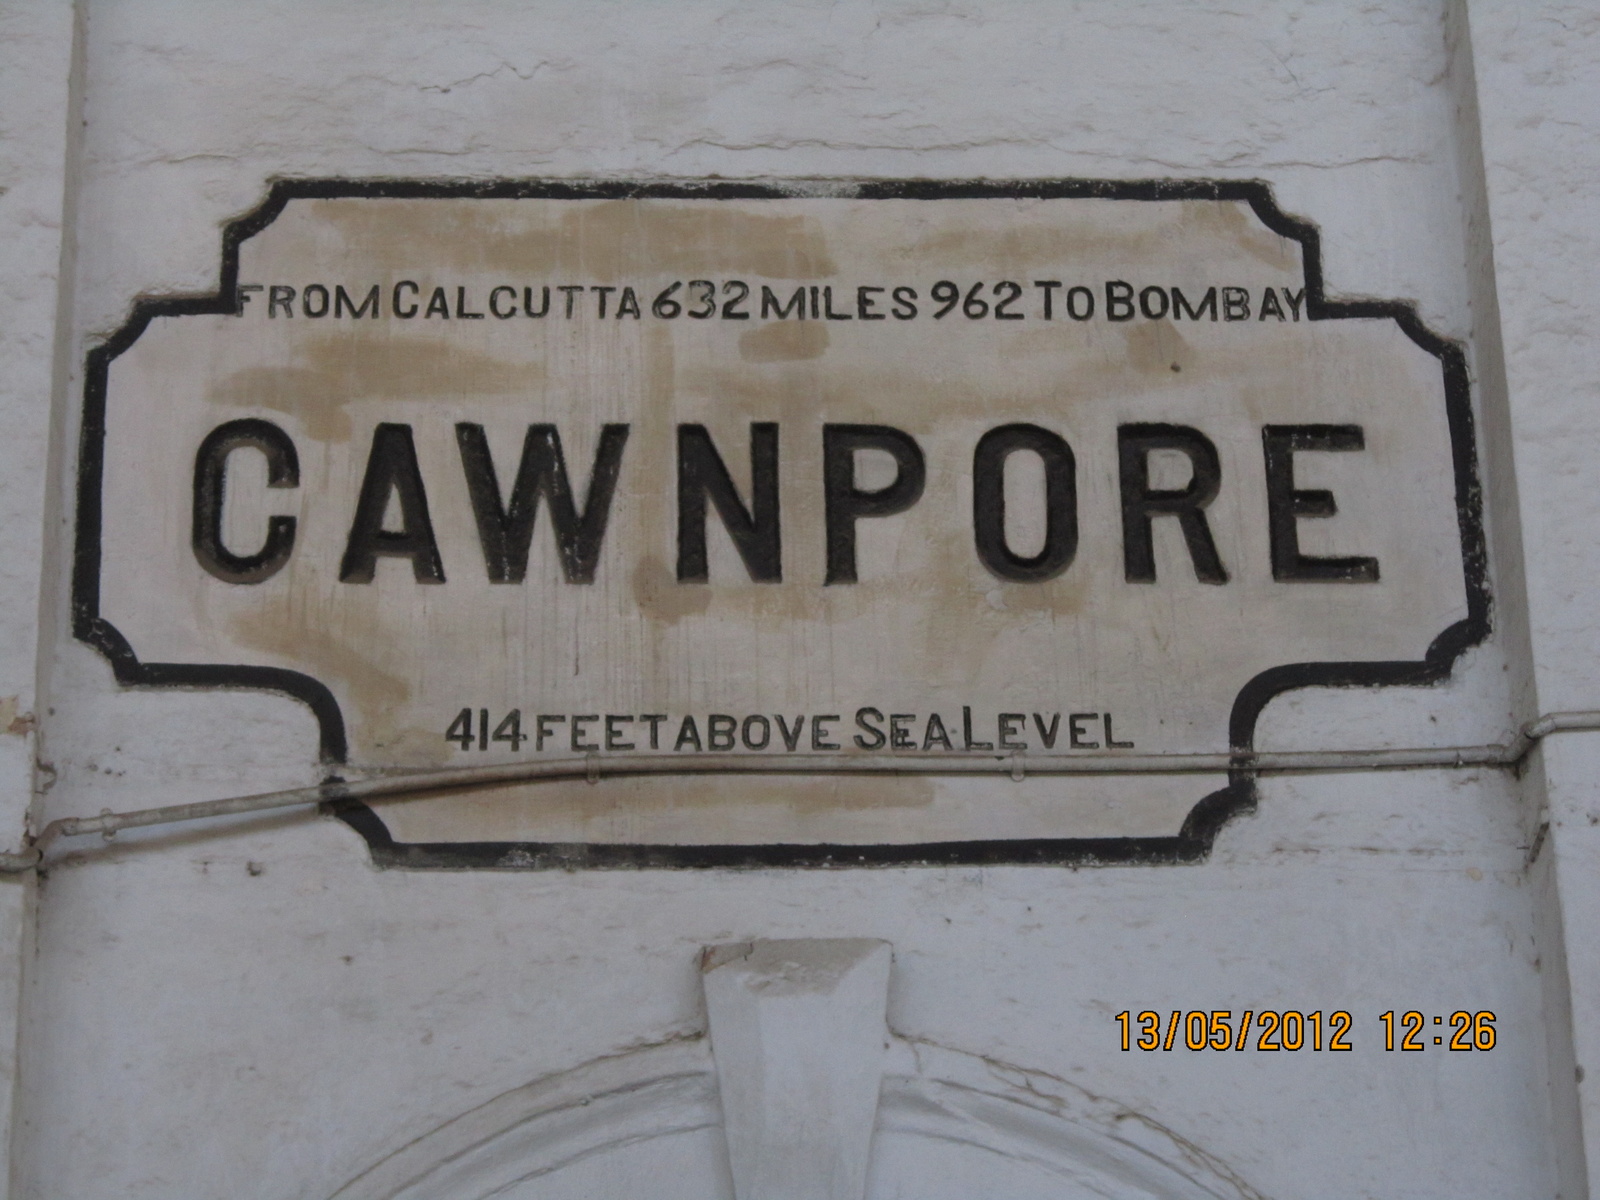 FROM CALCUTTA 632 MILES 962 TO BOMBAY
CAWNPORE
414 FEET ABOVE SEA LEVEL
13/05/2012 12:26